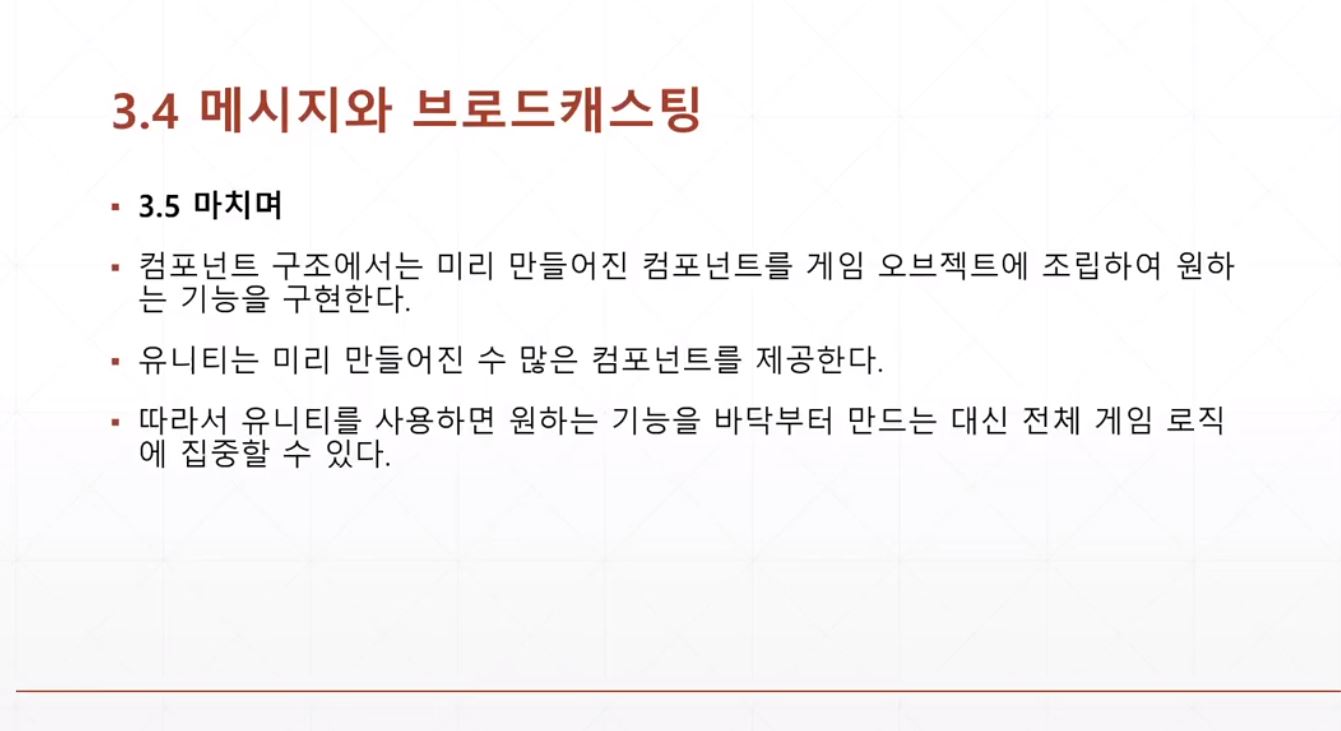 3.4 메시지와 브로드캐스팅
▪ 3.5 마치며
▪ 컴포넌트 구조에서는 미리 만들어진 컴포넌트를 게임 오브젝트에 조립하여 원하
는 기능을 구현한다.
▪ 유니티는 미리 만들어진 수 많은 컴포넌트를 제공한다.
▪ 따라서 유니티를 사용하면 원하는 기능을 바닥부터 만드는 대신 전체 게임 로직
에 집중할 수 있다.